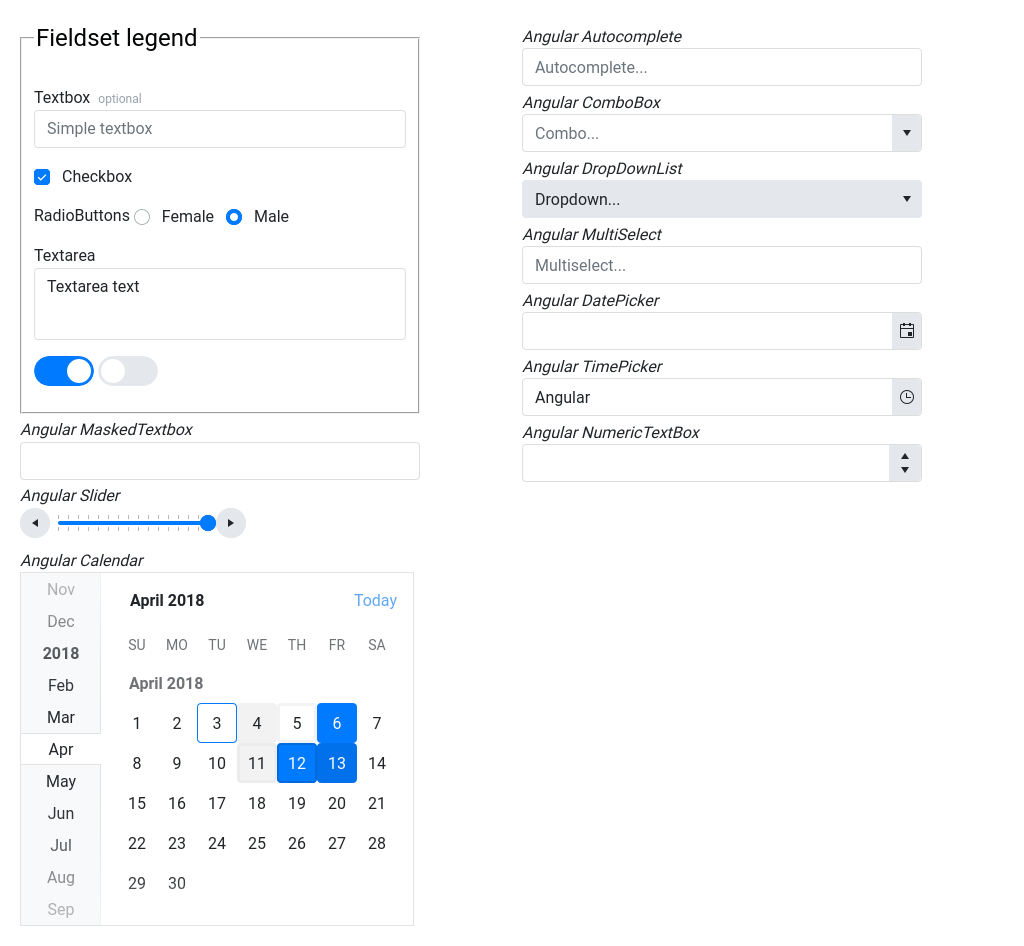 Fieldset legend
Textbox optional
Simple textbox
Checkbox
RadioButtons Female Male
Textarea
Textarea text
Angular MaskedTextbox
Angular Slider
Angular Calendar
Nov
Dec
2018
Feb
Mar
Apr
May
Jun
Jul
Aug
Sep
April 2018 Today
SU MO TU WE TH FR SA
April 2018
1 2 3 4 5 6 7
8 9 10 11 12 13 14
15 16 17 18 19 20 21
22 23 24 25 26 27 28
29 30
Angular Autocomplete
Autocomplete...
Angular ComboBox
Combo...
Angular DropDownList
Dropdown...
Angular MultiSelect
Multiselect...
Angular DatePicker
Angular TimePicker
Angular
Angular NumericTextBox